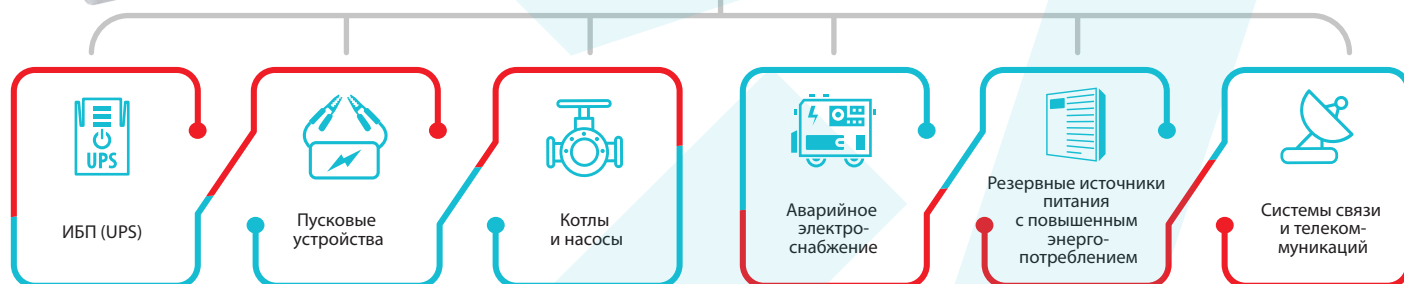 UPS
ИБП (UPS)
Пусковые
устройства
Котлы
и насосы
Аварийное
электро-
снабжение
Резервные источники
питания
с повышенным
энерго-
потреблением
Системы связи
и телеком-
муникаций